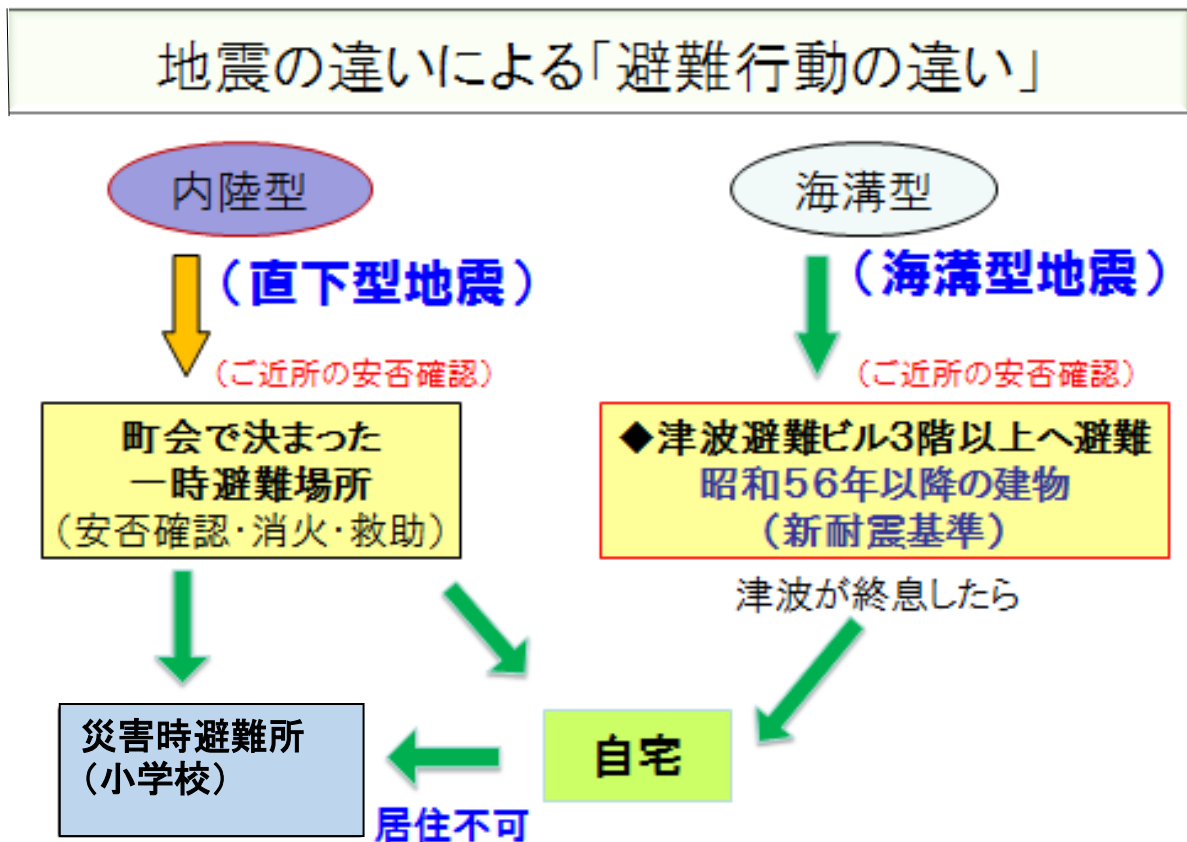 地震の違いによる「避難行動の違い」
内陸型
(直下型地震)
(ご近所の安否確認)
町会で決まった
一時避難場所
(安否確認・消火・救助)
海溝型
(海溝型地震)
(ご近所の安否確認)
◆津波避難ビル3階以上へ避難
昭和56年以降の建物
(新耐震基準)
津波が終息したら
災害時避難所
(小学校)
自宅
居住不可